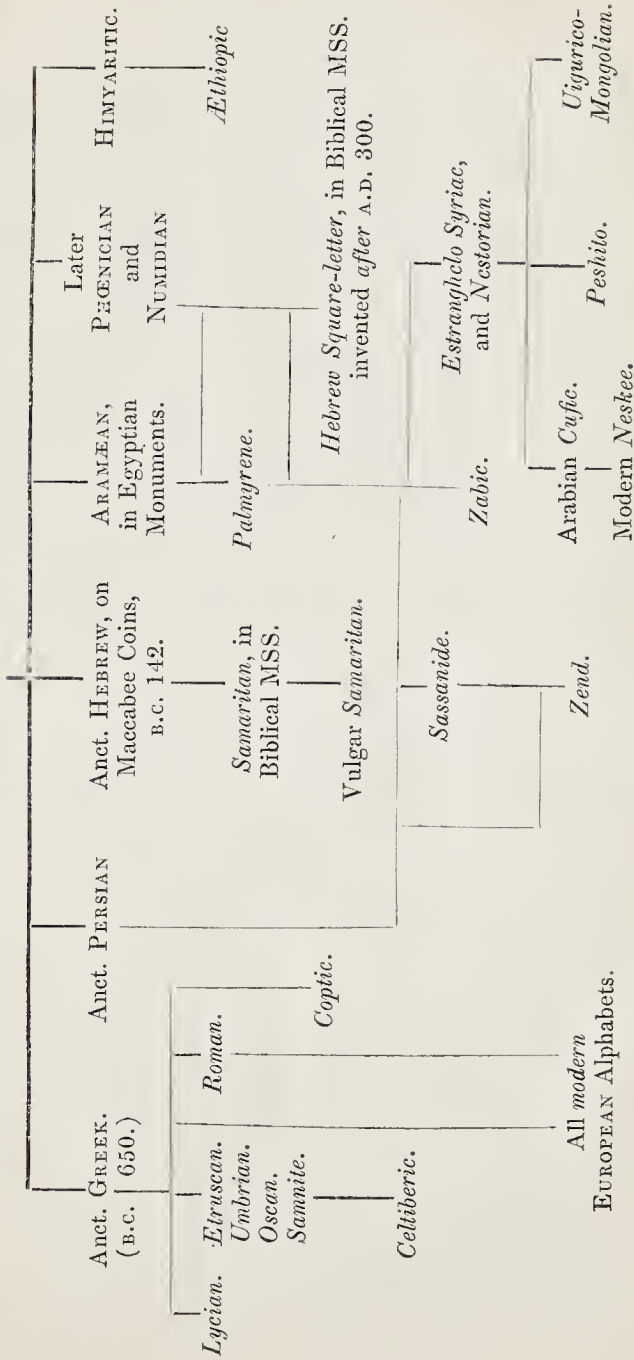 Anct. GREEK.
(B.C. 650.)
Anct. PERSIAN
Anct. HEBREW, on
Maccabee Coins,
B.C. 142.
ARAMÆAN,
in Egyptian
Monuments.
Later
PHŒNICIAN
and
NUMIDIAN
HIMYARITIC.
Lycian.
Etruscan.
Umbrian.
Oscan.
Samnite.
Roman.
Coptic.
Celtiberic.
All modern
EUROPEAN Alphabets.
Samaritan, in
Biblical MSS.
Vulgar Samaritan.
Palmyrene.
Æthiopic
Hebrew Square-letter, in Biblical MSS.
invented after A.D. 300.
Sassanide.
Zend.
Zabic.
Estranghelo Syriac,
and Nestorian.
Arabian Cufic.
Modern Neskee.
Peshito.
Uigurico-
Mongolian.